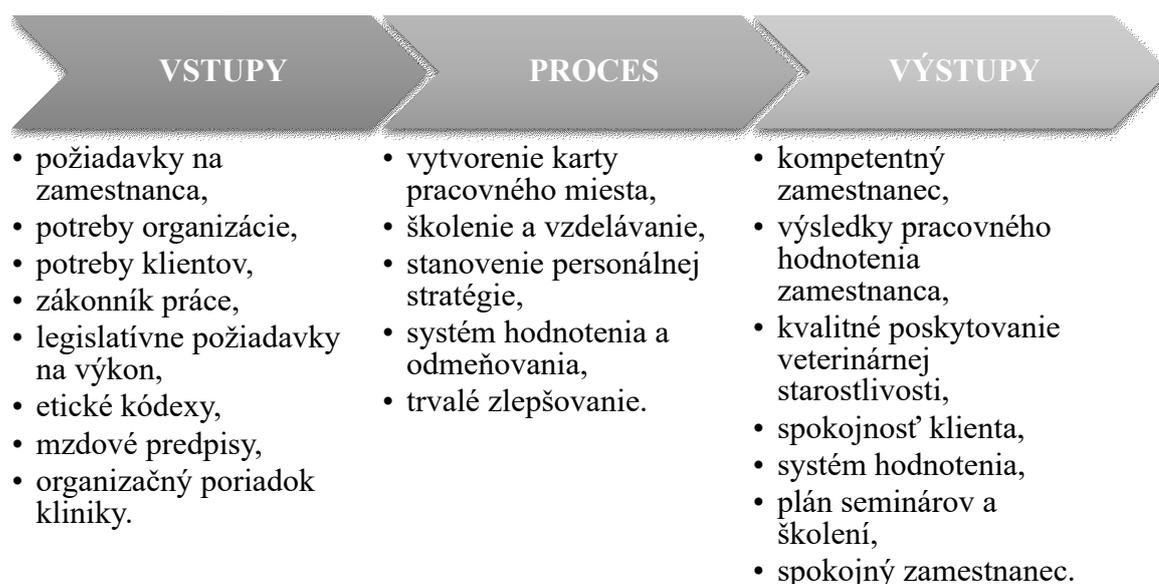 VSTUPY
PROCES
VÝSTUPY
• požiadavky na
zamestnanca,
• potreby organizácie,
• potreby klientov,
• zákonník práce,
• legislatívne požiadavky
na výkon,
• etické kódexy,
• mzdové predpisy,
• organizačný poriadok
kliniky.
• vytvorenie karty
pracovného miesta,
• školenie a vzdelávanie,
• stanovenie personálnej
stratégie,
• systém hodnotenia a
odmeňovania,
• trvalé zlepšovanie.
• kompetentný
zamestnanec,
• výsledky pracovného
hodnotenia
zamestnanca,
• kvalitné poskytovanie
veterinárnej
starostlivosti,
• spokojnosť klienta,
• systém hodnotenia,
• plán seminárov a
školení,
• spokojný zamestnanec.